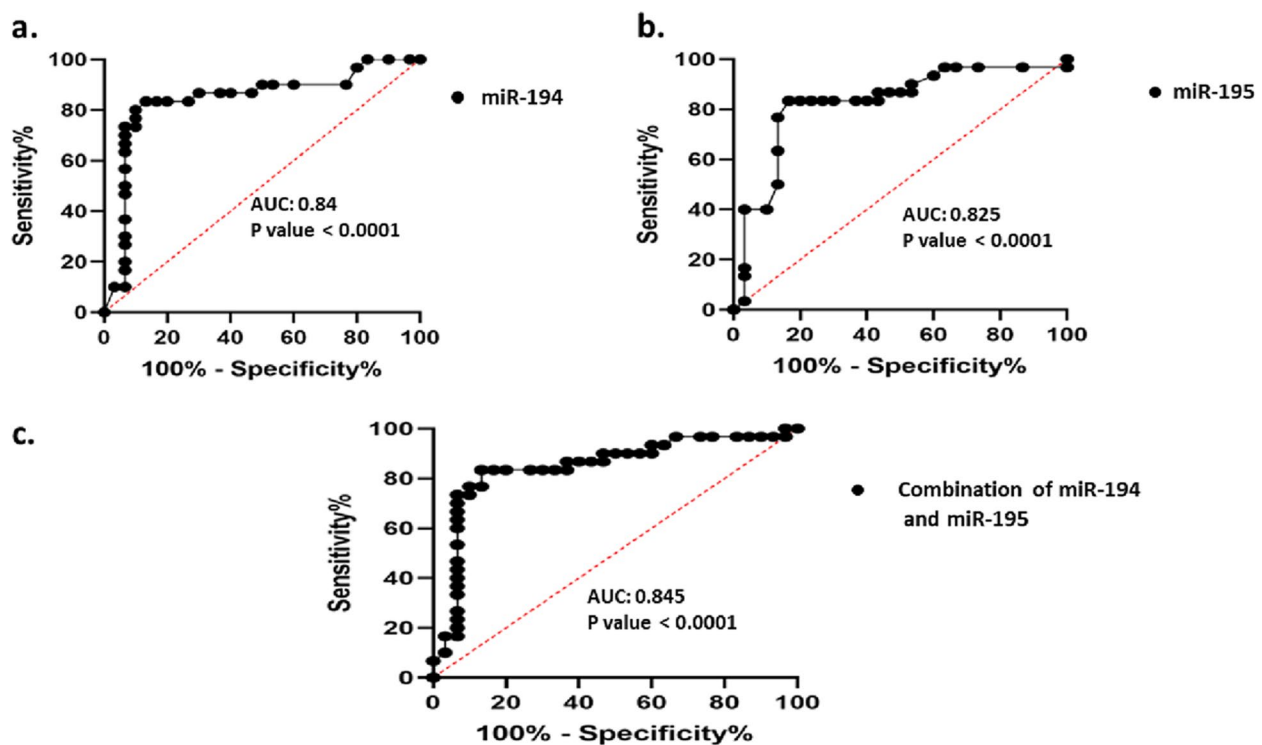 a.
100
80
60
40
20
0
Sensitivity%
0 20 40 60 80 100
100% - Specificity%
AUC: 0.84
P value < 0.0001
miR-194
b.
100
80
60
40
20
0
Sensitivity%
0 20 40 60 80 100
100% - Specificity%
AUC: 0.825
P value < 0.0001
miR-195
c.
100
80
60
40
20
0
Sensitivity%
0 20 40 60 80 100
100% - Specificity%
AUC: 0.845
P value < 0.0001
Combination of miR-194
and miR-195